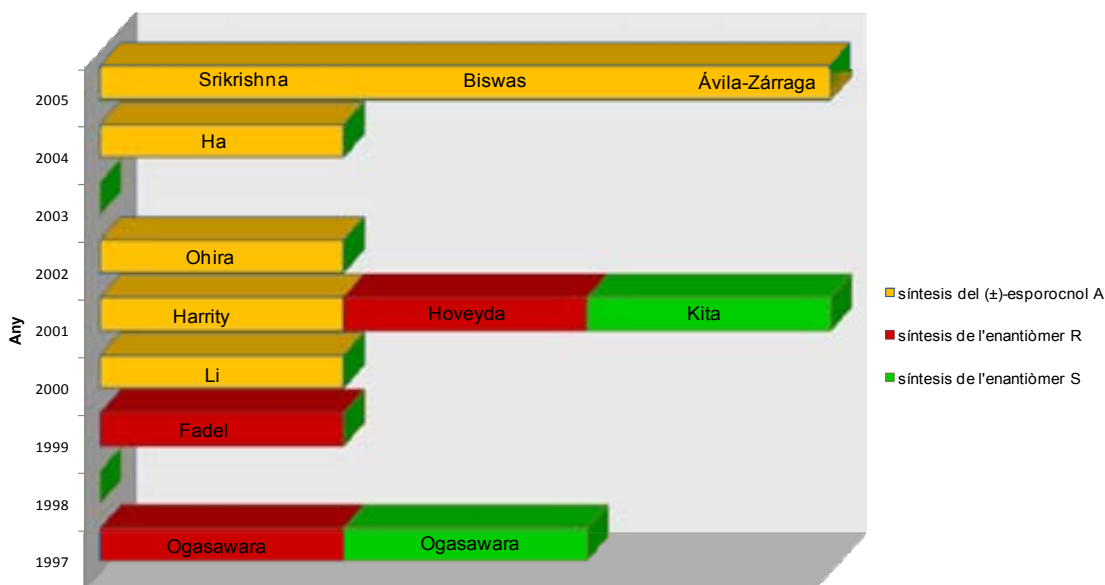 Srikrishna Biswas Ávila-Zárraga
2005
Ha
2004
2003
Ohira
2002
Harrity Hoveyda Kita
2001
Li
2000
Fadel
1999
1998
Ogasawara Ogasawara
1997
Any
síntesis del (±)-esporocnol A
síntesis de l'enantiòmer R
síntesis de l'enantiòmer S